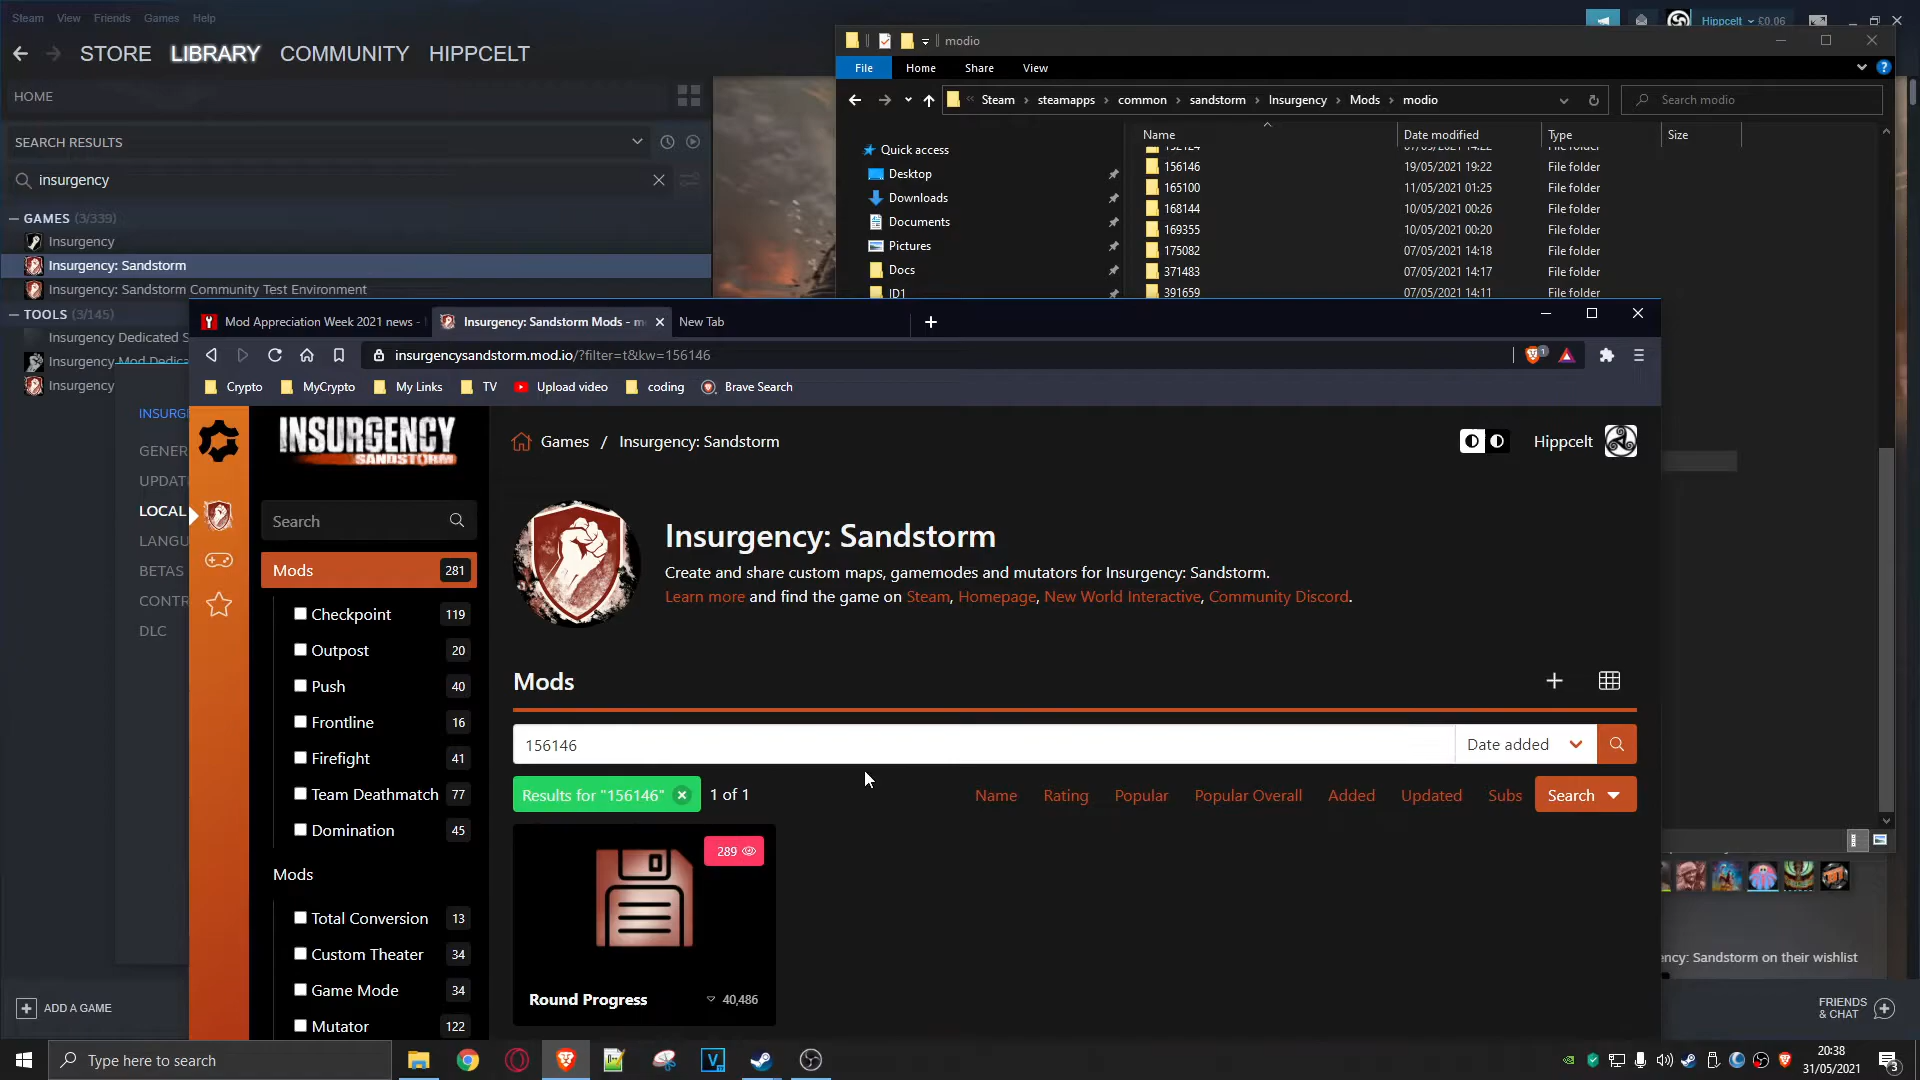 Steam View Friends Games Help
Hippcelt £0.06
STORE LIBRARY COMMUNITY HIPPCELT
HOME
SEARCH RESULTS
insurgency
GAMES (3/339)
Insurgency
Insurgency: Sandstorm
Insurgency: Sandstorm Community Test Environment
TOOLS (3/145)
Insurgency Dedicated S
Insurgency Mod Dedica
Insurgency
INSURGE
GENER
UPDAT
LOCAL
LANGU
BETAS
CONTR
DLC
ADD A GAME
modio
File Home Share View
Steam steamapps common sandstorm Insurgency Mods modio
Search modio
Name Date modified Type Size
Quick access
Desktop
Downloads
Documents
Pictures
Docs
ID1
156146 19/05/2021 19:22 File folder
165100 11/05/2021 01:25 File folder
168144 10/05/2021 00:26 File folder
169355 10/05/2021 00:20 File folder
175082 07/05/2021 14:18 File folder
371483 07/05/2021 14:17 File folder
391659 07/05/2021 14:11 File folder
Mod Appreciation Week 2021 news -
Insurgency: Sandstorm Mods - m
New Tab
insurgencysandstorm.mod.io/?filter=t&kw=156146
1
Crypto MyCrypto My Links TV Upload video coding Brave Search
INSURGENCY
SANDSTORM
Games / Insurgency: Sandstorm
Hippcelt
Search
Mods 281
Checkpoint 119
Outpost 20
Push 40
Frontline 16
Firefight 41
Team Deathmatch 77
Domination 45
Mods
Total Conversion 13
Custom Theater 34
Game Mode 34
Mutator 122
Insurgency: Sandstorm
Create and share custom maps, gamemodes and mutators for Insurgency: Sandstorm.
Learn more and find the game on Steam, Homepage, New World Interactive, Community Discord.
Mods
156146
Date added
Results for "156146" 1 of 1
Name Rating Popular Popular Overall Added Updated Subs Search
289
Round Progress 40,486
ncy: Sandstorm on their wishlist
FRIENDS
& CHAT
Type here to search
20:38
31/05/2021
3